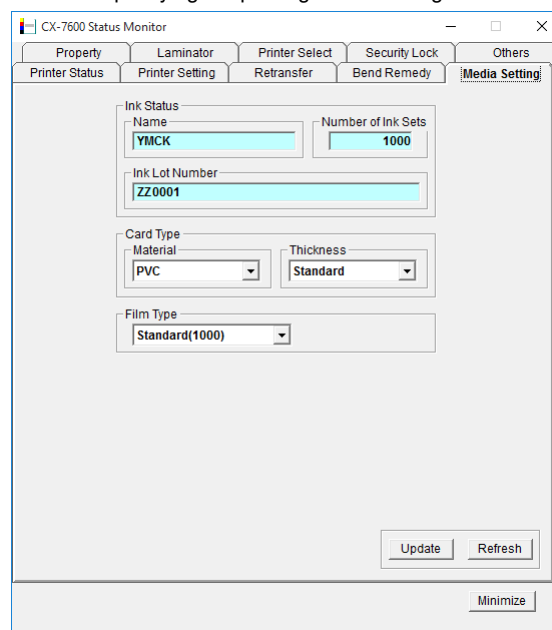 CX-7600 Status Monitor
Property Laminator Printer Select Security Lock Others
Printer Status Printer Setting Retransfer Bend Remedy Media Setting
Ink Status
Name Number of Ink Sets
YMCK 1000
Ink Lot Number
ZZ0001
Card Type
Material Thickness
PVC Standard
Film Type
Standard(1000)
Update Refresh
Minimize